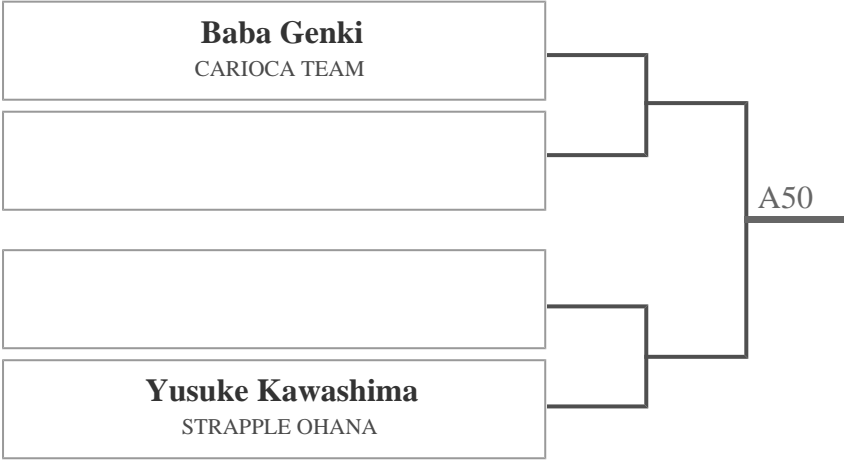 Baba Genki
CARIOCA TEAM
A50
Yusuke Kawashima
STRAPPLE OHANA